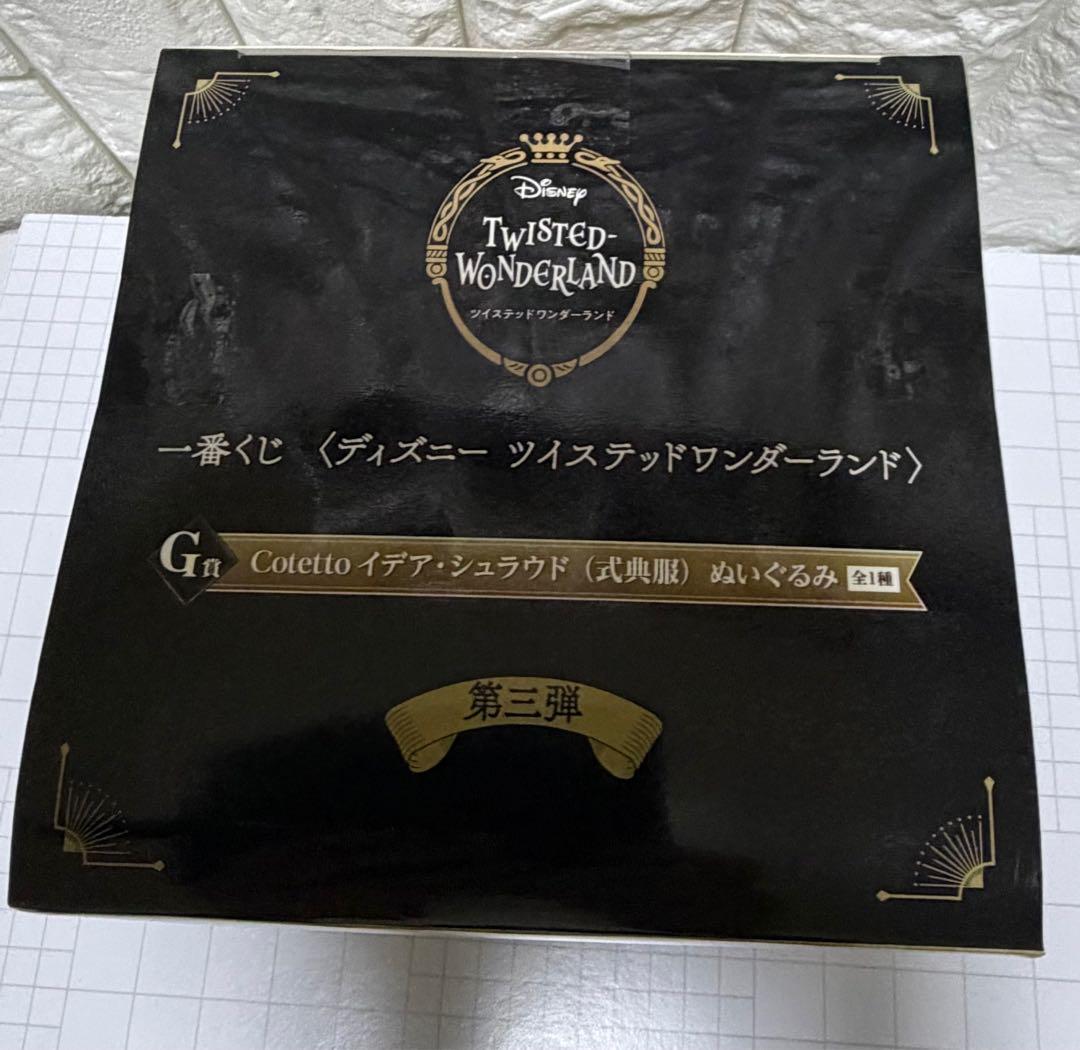 Disney
TWISTED-
WONDERLAND
ツイステッドワンダーランド
一番くじ 〈ディズニー ツイステッドワンダーランド〉
G賞 Cotetto イデア・シュラウド（式典服） ぬいぐるみ 全1種
第三弾